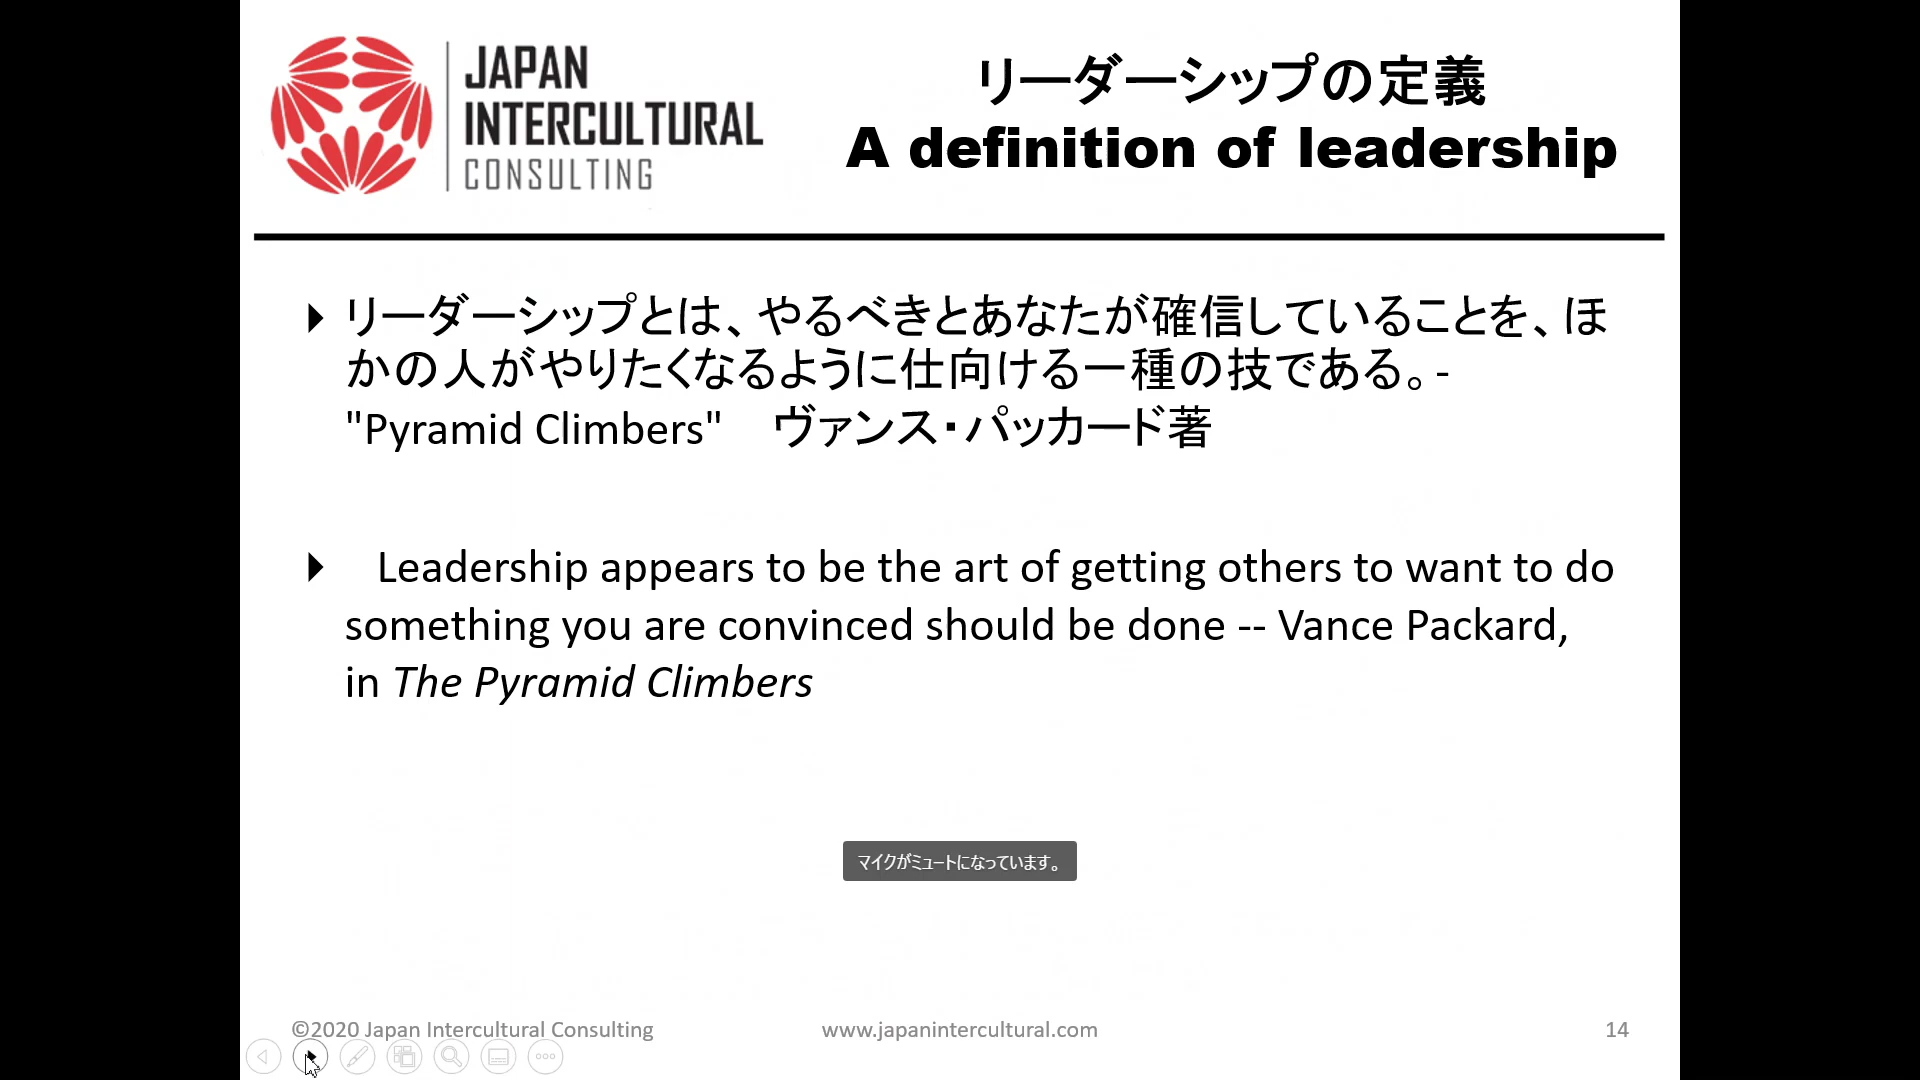 JAPAN
INTERCULTURAL
CONSULTING
リーダーシップの定義
A definition of leadership
リーダーシップとは、やるべきとあなたが確信していることを、ほ
かの人がやりたくなるように仕向ける一種の技である。-
"Pyramid Climbers"　ヴァンス・パッカード著
Leadership appears to be the art of getting others to want to do
something you are convinced should be done -- Vance Packard,
in The Pyramid Climbers
マイクがミュートになっています。
©2020 Japan Intercultural Consulting
www.japanintercultural.com
14